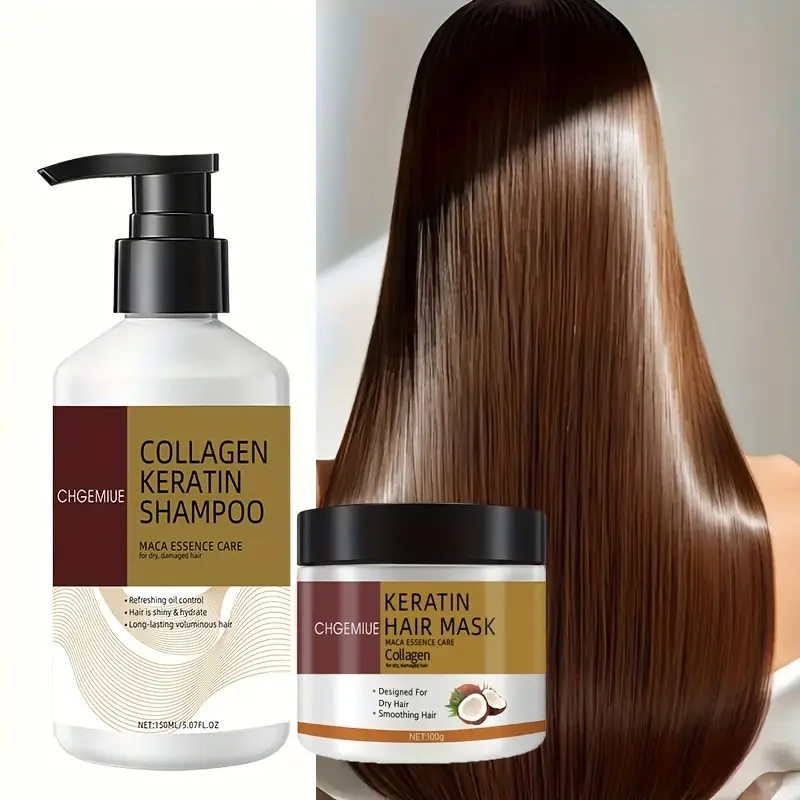 CHGEMIUE
COLLAGEN
KERATIN
SHAMPOO
MACA ESSENCE CARE
for dry, damaged hair
• Refreshing oil control
• Hair is shiny & hydrate
• Long-lasting voluminous hair
NET:150ML/5.07FL.OZ
CHGEMIUE
KERATIN
HAIR MASK
MACA ESSENCE CARE
Collagen
for dry, damaged hair
• Designed For
Dry Hair
• Smoothing Hair
NET:100g